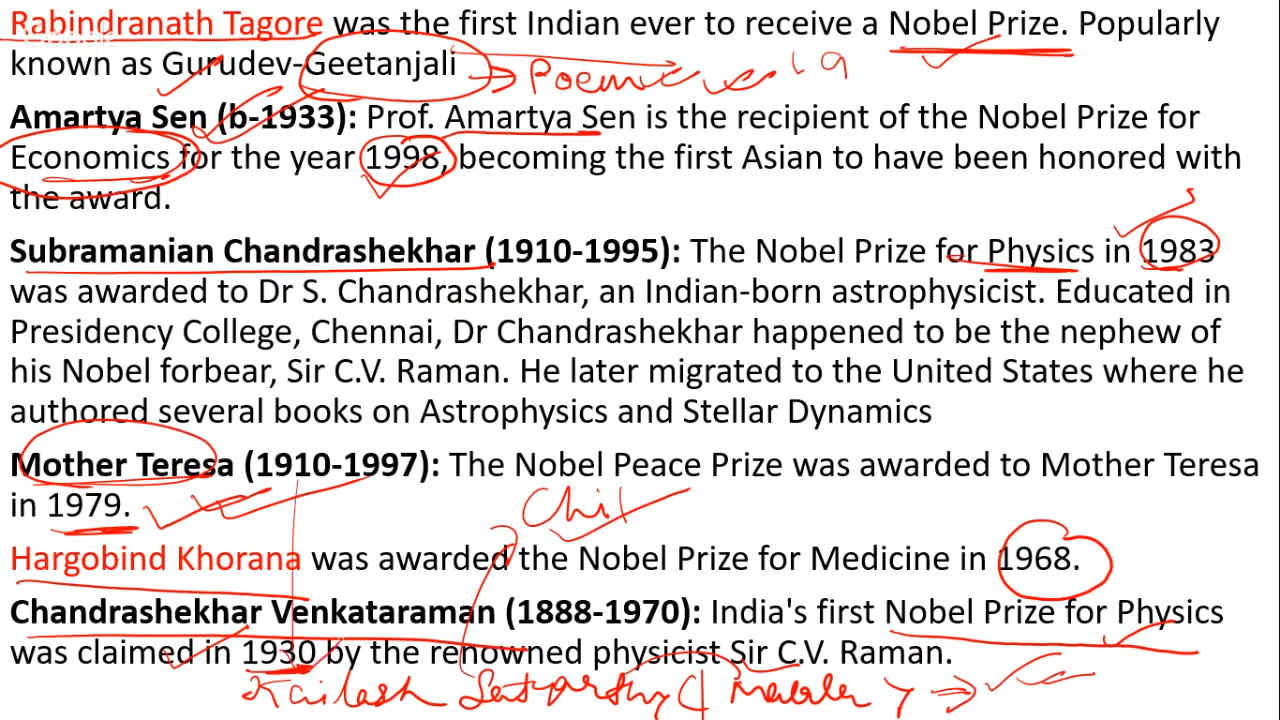 Rabindranath Tagore was the first Indian ever to receive a Nobel Prize. Popularly
known as Gurudev-Geetanjali
Amartya Sen (b-1933): Prof. Amartya Sen is the recipient of the Nobel Prize for
Economics for the year 1998, becoming the first Asian to have been honored with
the award.
Subramanian Chandrashekhar (1910-1995): The Nobel Prize for Physics in 1983
was awarded to Dr S. Chandrashekhar, an Indian-born astrophysicist. Educated in
Presidency College, Chennai, Dr Chandrashekhar happened to be the nephew of
his Nobel forbear, Sir C.V. Raman. He later migrated to the United States where he
authored several books on Astrophysics and Stellar Dynamics
Mother Teresa (1910-1997): The Nobel Peace Prize was awarded to Mother Teresa
in 1979.
Hargobind Khorana was awarded the Nobel Prize for Medicine in 1968.
Chandrashekhar Venkataraman (1888-1970): India's first Nobel Prize for Physics
was claimed in 1930 by the renowned physicist Sir C.V. Raman.
Kailash